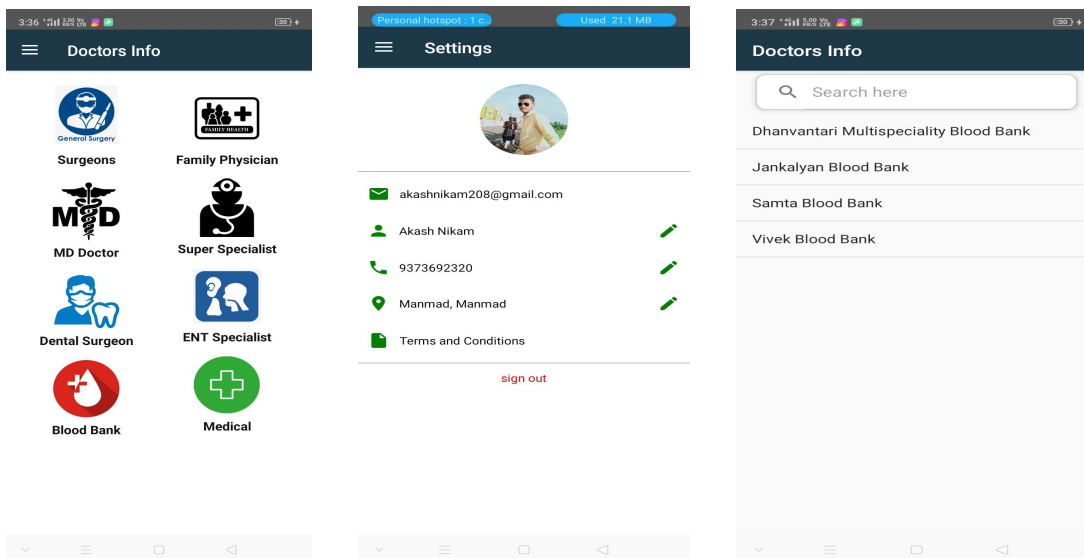 3:36
30
Doctors Info
General Surgery
Surgeons
FAMILY HEALTH
Family Physician
M D
MD Doctor
Super Specialist
Dental Surgeon
ENT Specialist
Blood Bank
Medical
Personal hotspot : 1 c...
Used 21.1 MB
Settings
akashnikam208@gmail.com
Akash Nikam
9373692320
Manmad, Manmad
Terms and Conditions
sign out
3:37
30
Doctors Info
Search here
Dhanvantari Multispeciality Blood Bank
Jankalyan Blood Bank
Samta Blood Bank
Vivek Blood Bank